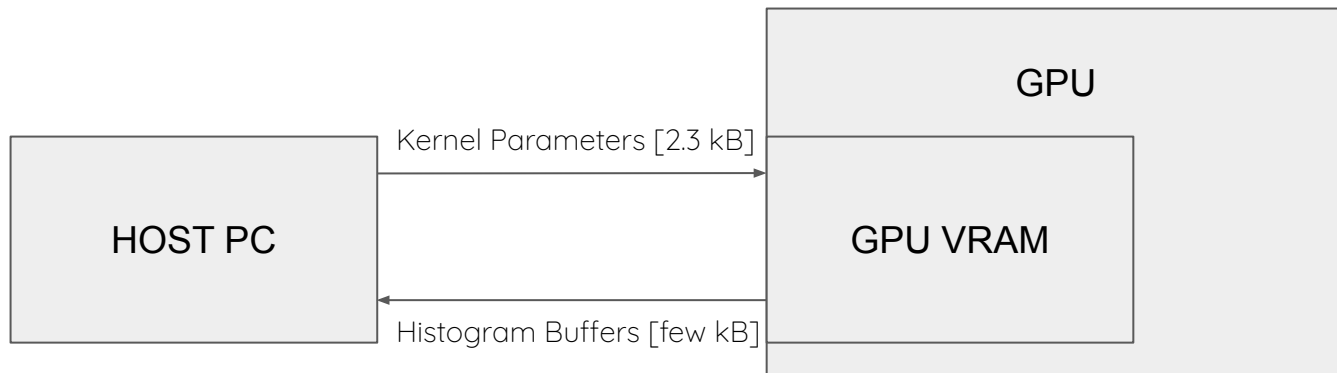 GPU
Kernel Parameters [2.3 kB]
HOST PC
GPU VRAM
Histogram Buffers [few kB]